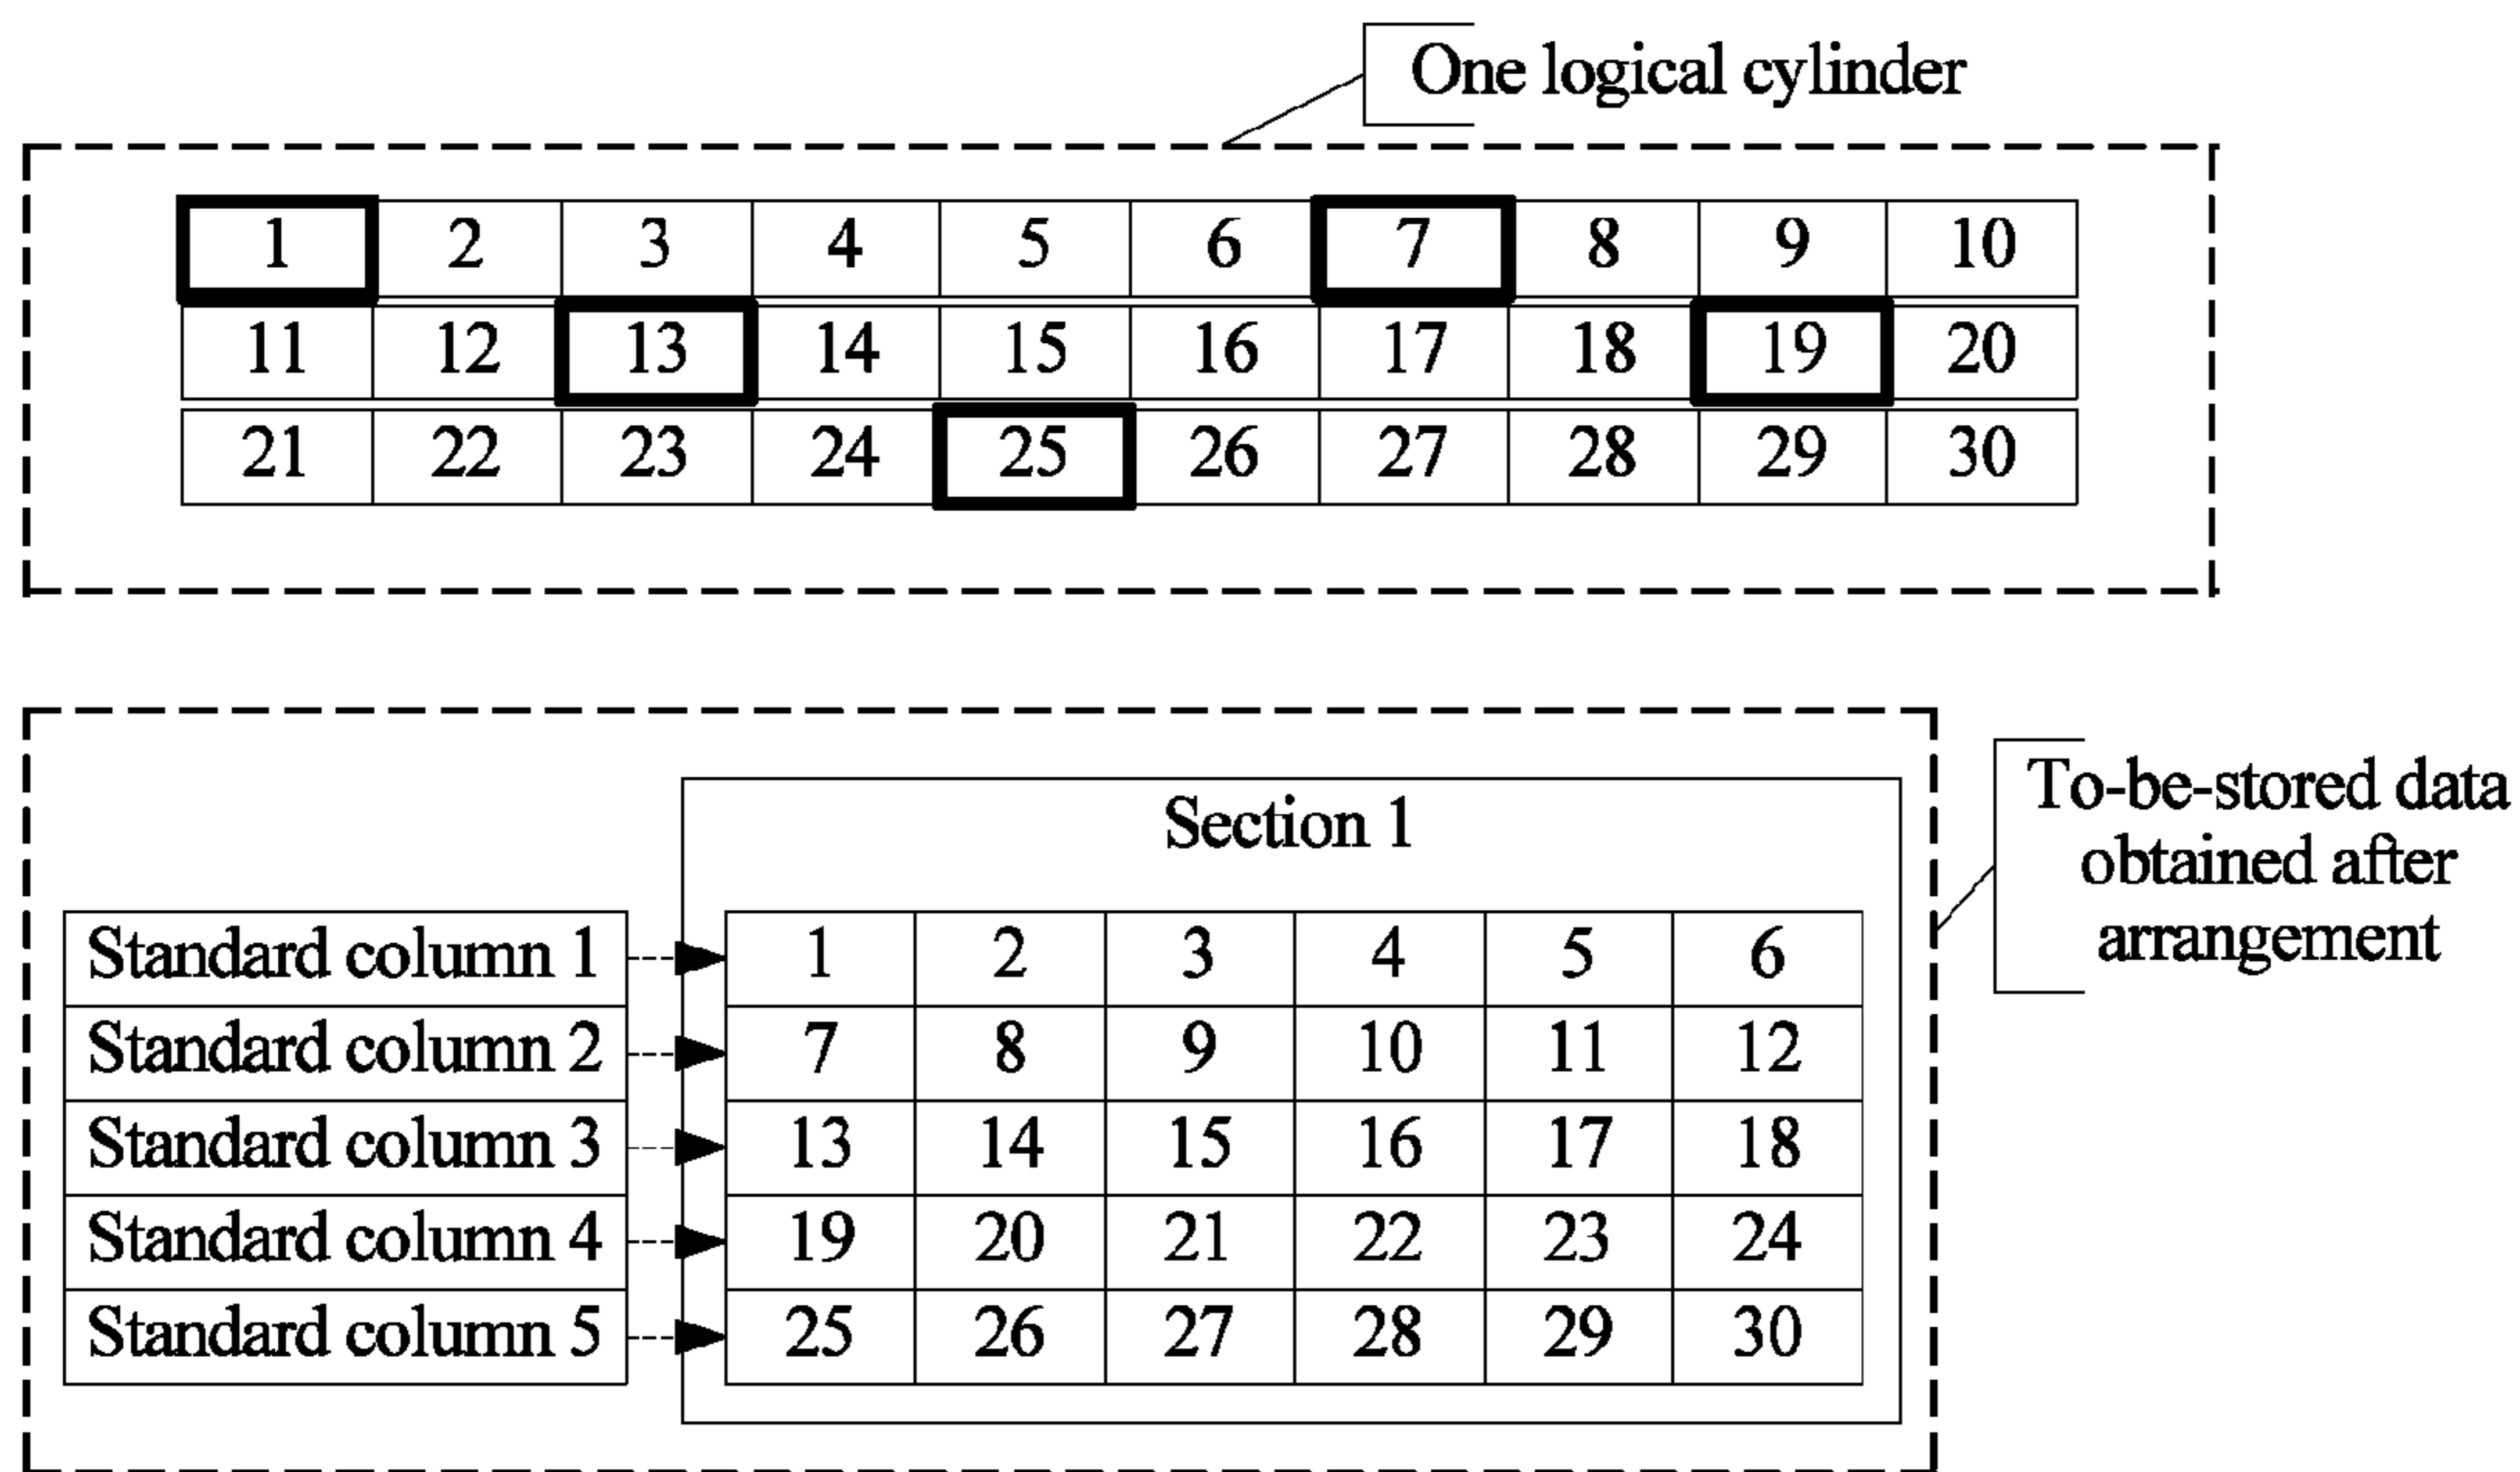 One logical cylinder
1 2 3 4 5 6 7 8 9 10
11 12 13 14 15 16 17 18 19 20
21 22 23 24 25 26 27 28 29 30
To-be-stored data
obtained after
arrangement
Section 1
Standard column 1 1 2 3 4 5 6
Standard column 2 7 8 9 10 11 12
Standard column 3 13 14 15 16 17 18
Standard column 4 19 20 21 22 23 24
Standard column 5 25 26 27 28 29 30